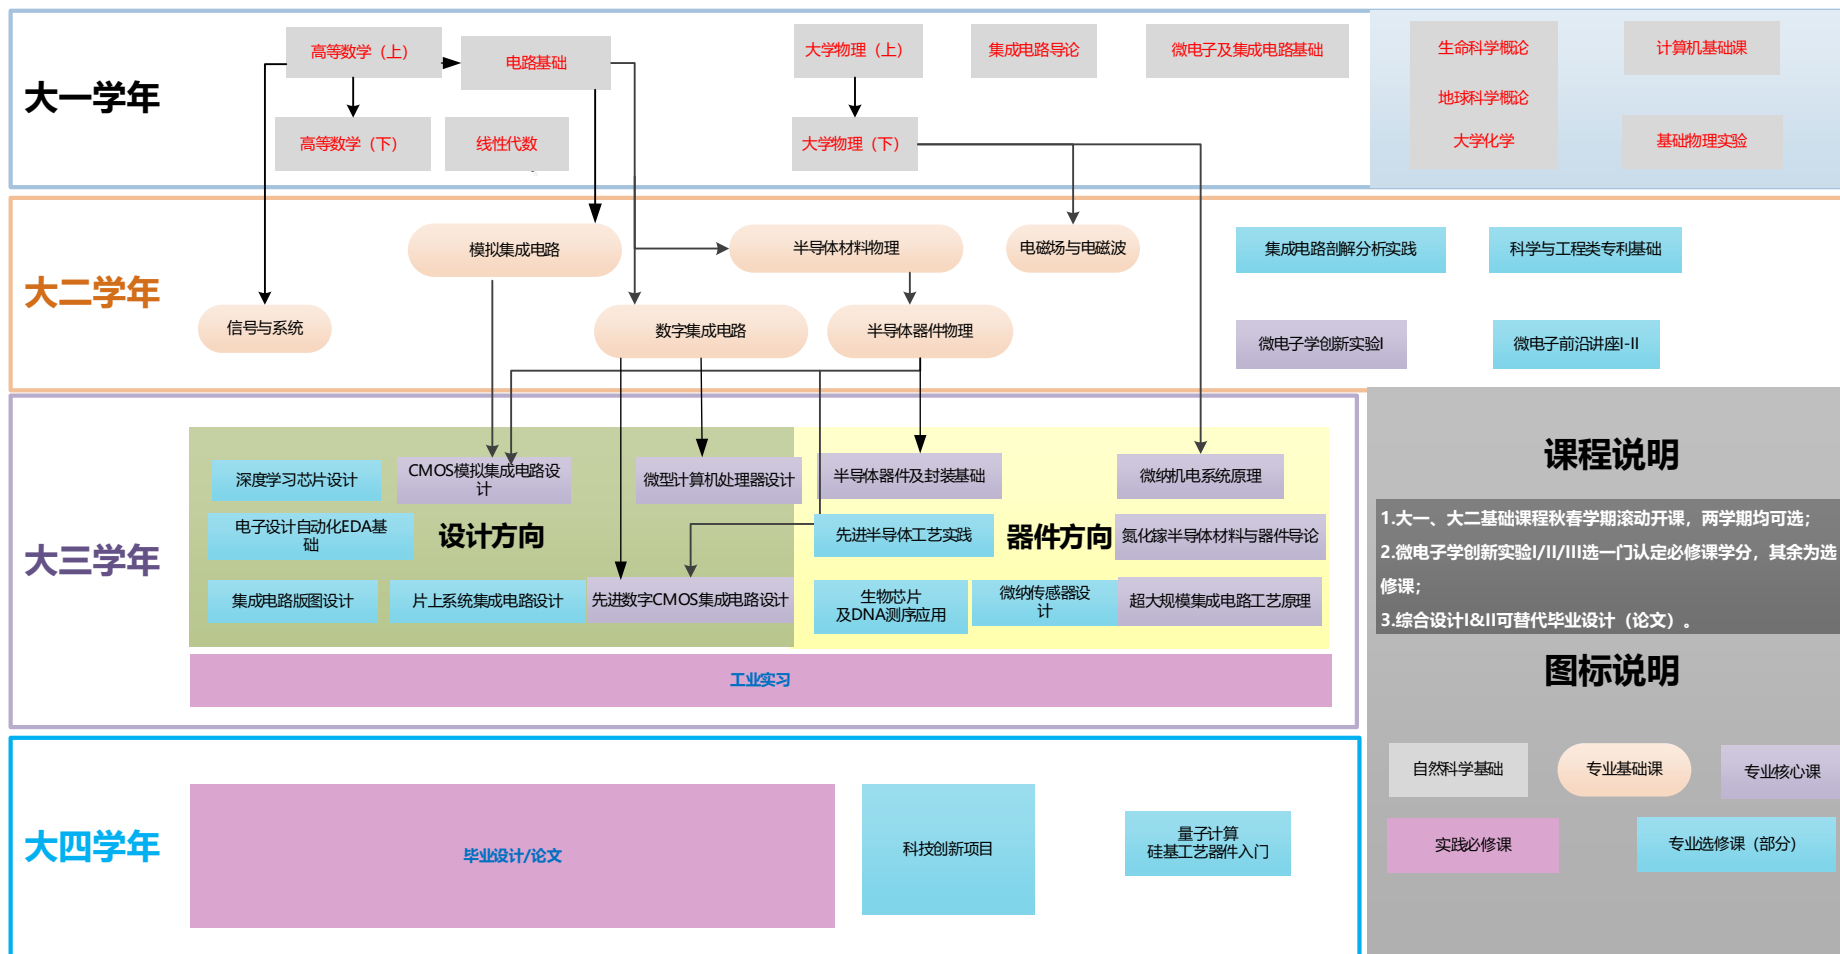 大一学年
高等数学（上）
电路基础
大学物理（上）
集成电路导论
微电子及集成电路基础
生命科学概论
计算机基础课
地球科学概论
高等数学（下）
线性代数
大学物理（下）
大学化学
基础物理实验
大二学年
模拟集成电路
半导体材料物理
电磁场与电磁波
集成电路剖解分析实践
科学与工程类专利基础
信号与系统
数字集成电路
半导体器件物理
微电子学创新实验I
微电子前沿讲座I-II
大三学年
深度学习芯片设计
CMOS模拟集成电路设
计
微型计算机处理器设计
半导体器件及封装基础
微纳机电系统原理
电子设计自动化EDA基
础
设计方向
先进半导体工艺实践
器件方向
氮化镓半导体材料与器件导论
集成电路版图设计
片上系统集成电路设计
先进数字CMOS集成电路设计
生物芯片
及DNA测序应用
微纳传感器设
计
超大规模集成电路工艺原理
工业实习
课程说明
1.大一、大二基础课程秋春学期滚动开课，两学期均可选；
2.微电子学创新实验I/II/III选一门认定必修课学分，其余为选
修课；
3.综合设计I&II可替代毕业设计（论文）。
图标说明
自然科学基础
专业基础课
专业核心课
实践必修课
专业选修课（部分）
大四学年
毕业设计/论文
科技创新项目
量子计算
硅基工艺器件入门